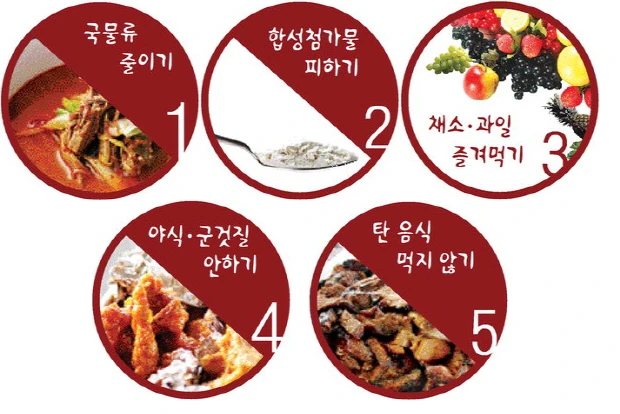 국물류
줄이기
1
합성첨가물
피하기
2
채소·과일
즐겨먹기
3
야식·군것질
안하기
4
탄 음식
먹지 않기
5